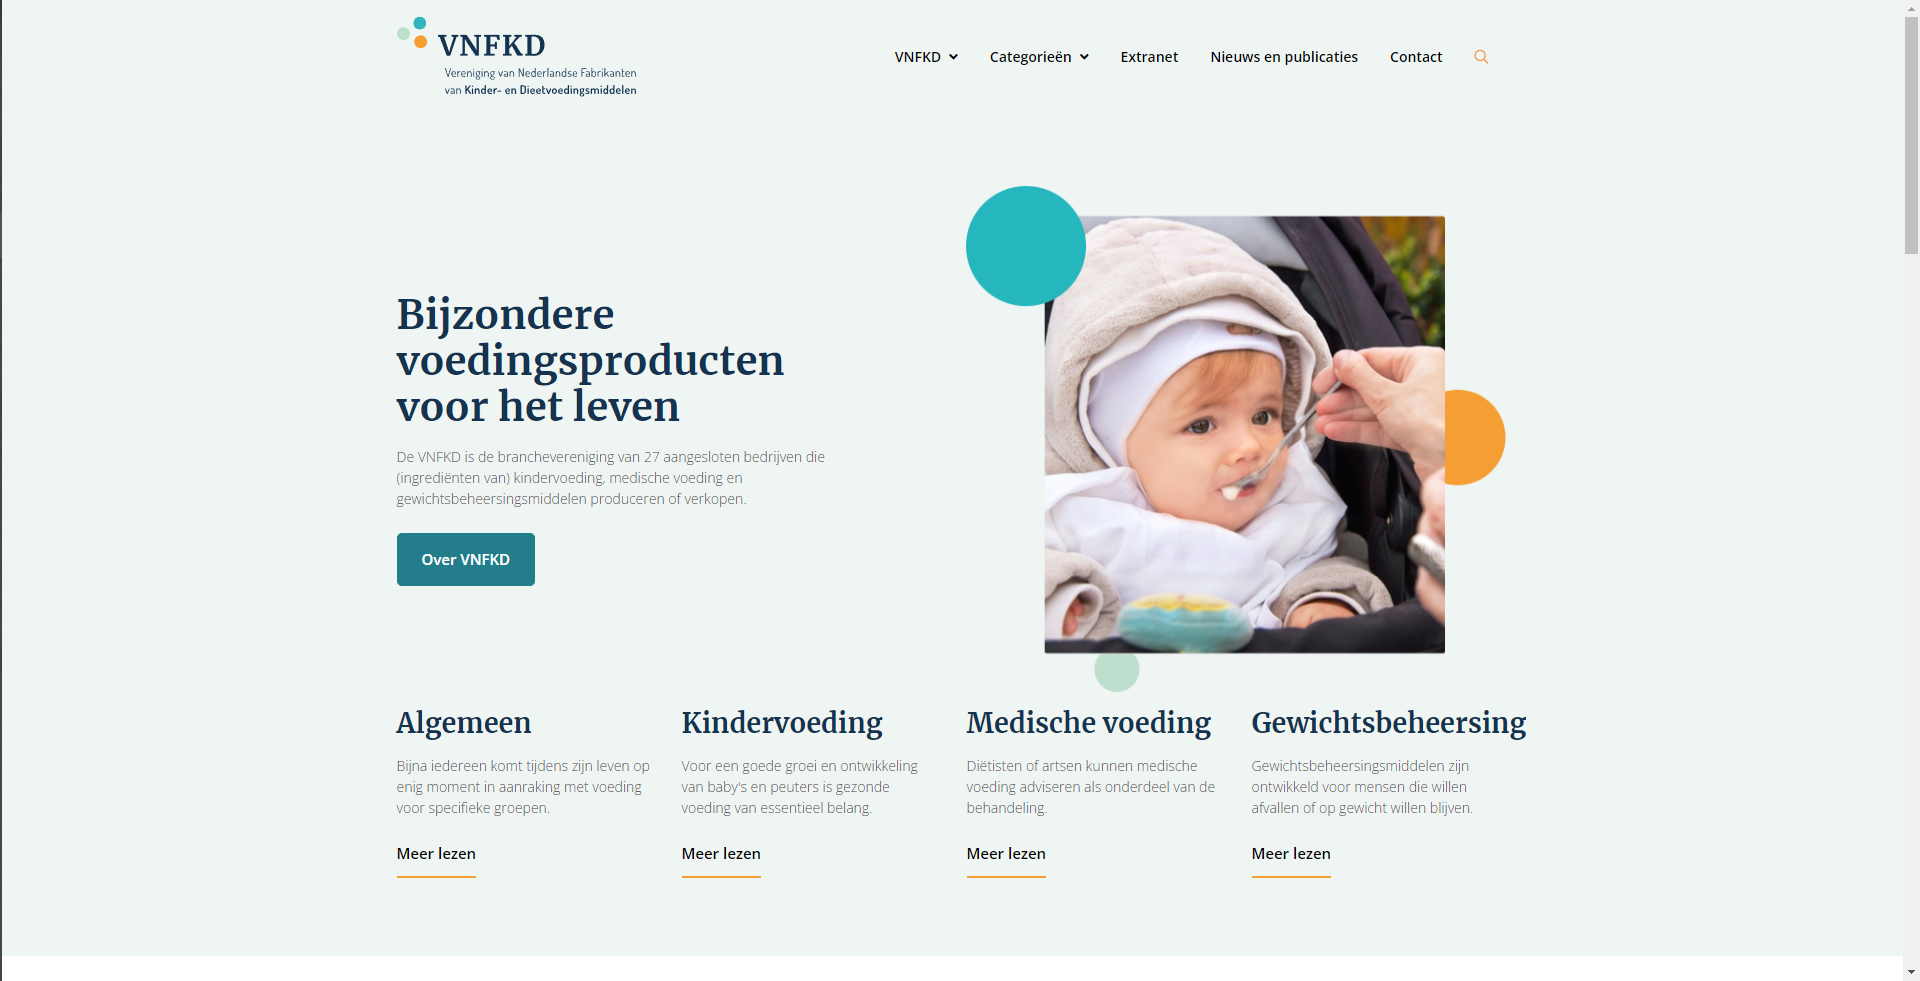 VNFKD
Vereniging van Nederlandse Fabrikanten
van Kinder- en Dieetvoedingsmiddelen
VNFKD
Categorieën
Extranet
Nieuws en publicaties
Contact
Bijzondere
voedingsproducten
voor het leven
De VNFKD is de branchevereniging van 27 aangesloten bedrijven die
(ingrediënten van) kindervoeding, medische voeding en
gewichtsbeheersingsmiddelen produceren of verkopen.
Over VNFKD
Algemeen
Bijna iedereen komt tijdens zijn leven op
enig moment in aanraking met voeding
voor specifieke groepen.
Meer lezen
Kindervoeding
Voor een goede groei en ontwikkeling
van baby's en peuters is gezonde
voeding van essentieel belang.
Meer lezen
Medische voeding
Diëtisten of artsen kunnen medische
voeding adviseren als onderdeel van de
behandeling.
Meer lezen
Gewichtsbeheersing
Gewichtsbeheersingsmiddelen zijn
ontwikkeld voor mensen die willen
afvallen of op gewicht willen blijven.
Meer lezen